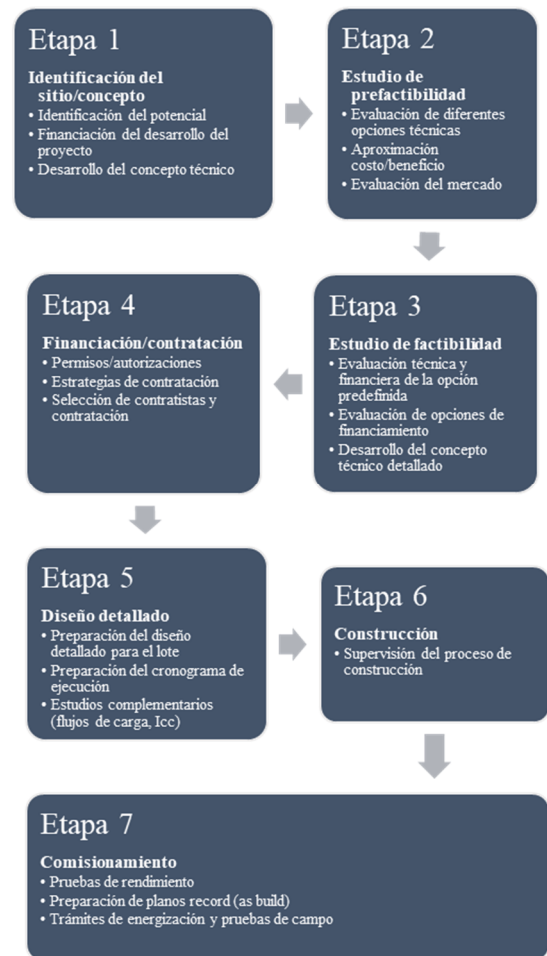 Etapa 1
Identificación del
sitio/concepto
• Identificación del potencial
• Financiación del desarrollo del
proyecto
• Desarrollo del concepto técnico
Etapa 2
Estudio de
prefactibilidad
• Evaluación de diferentes
opciones técnicas
• Aproximación
costo/beneficio
• Evaluación del mercado
Etapa 3
Estudio de factibilidad
• Evaluación técnica y
financiera de la opción
predefinida
• Evaluación de opciones de
financiamiento
• Desarrollo del concepto
técnico detallado
Etapa 4
Financiación/contratación
• Permisos/autorizaciones
• Estrategias de contratación
• Selección de contratistas y
contratación
Etapa 5
Diseño detallado
• Preparación del diseño
detallado para el lote
• Preparación del cronograma de
ejecución
• Estudios complementarios
(flujos de carga, Icc)
Etapa 6
Construcción
• Supervisión del proceso de
construcción
Etapa 7
Comisionamiento
• Pruebas de rendimiento
• Preparación de planos record (as build)
• Trámites de energización y pruebas de campo